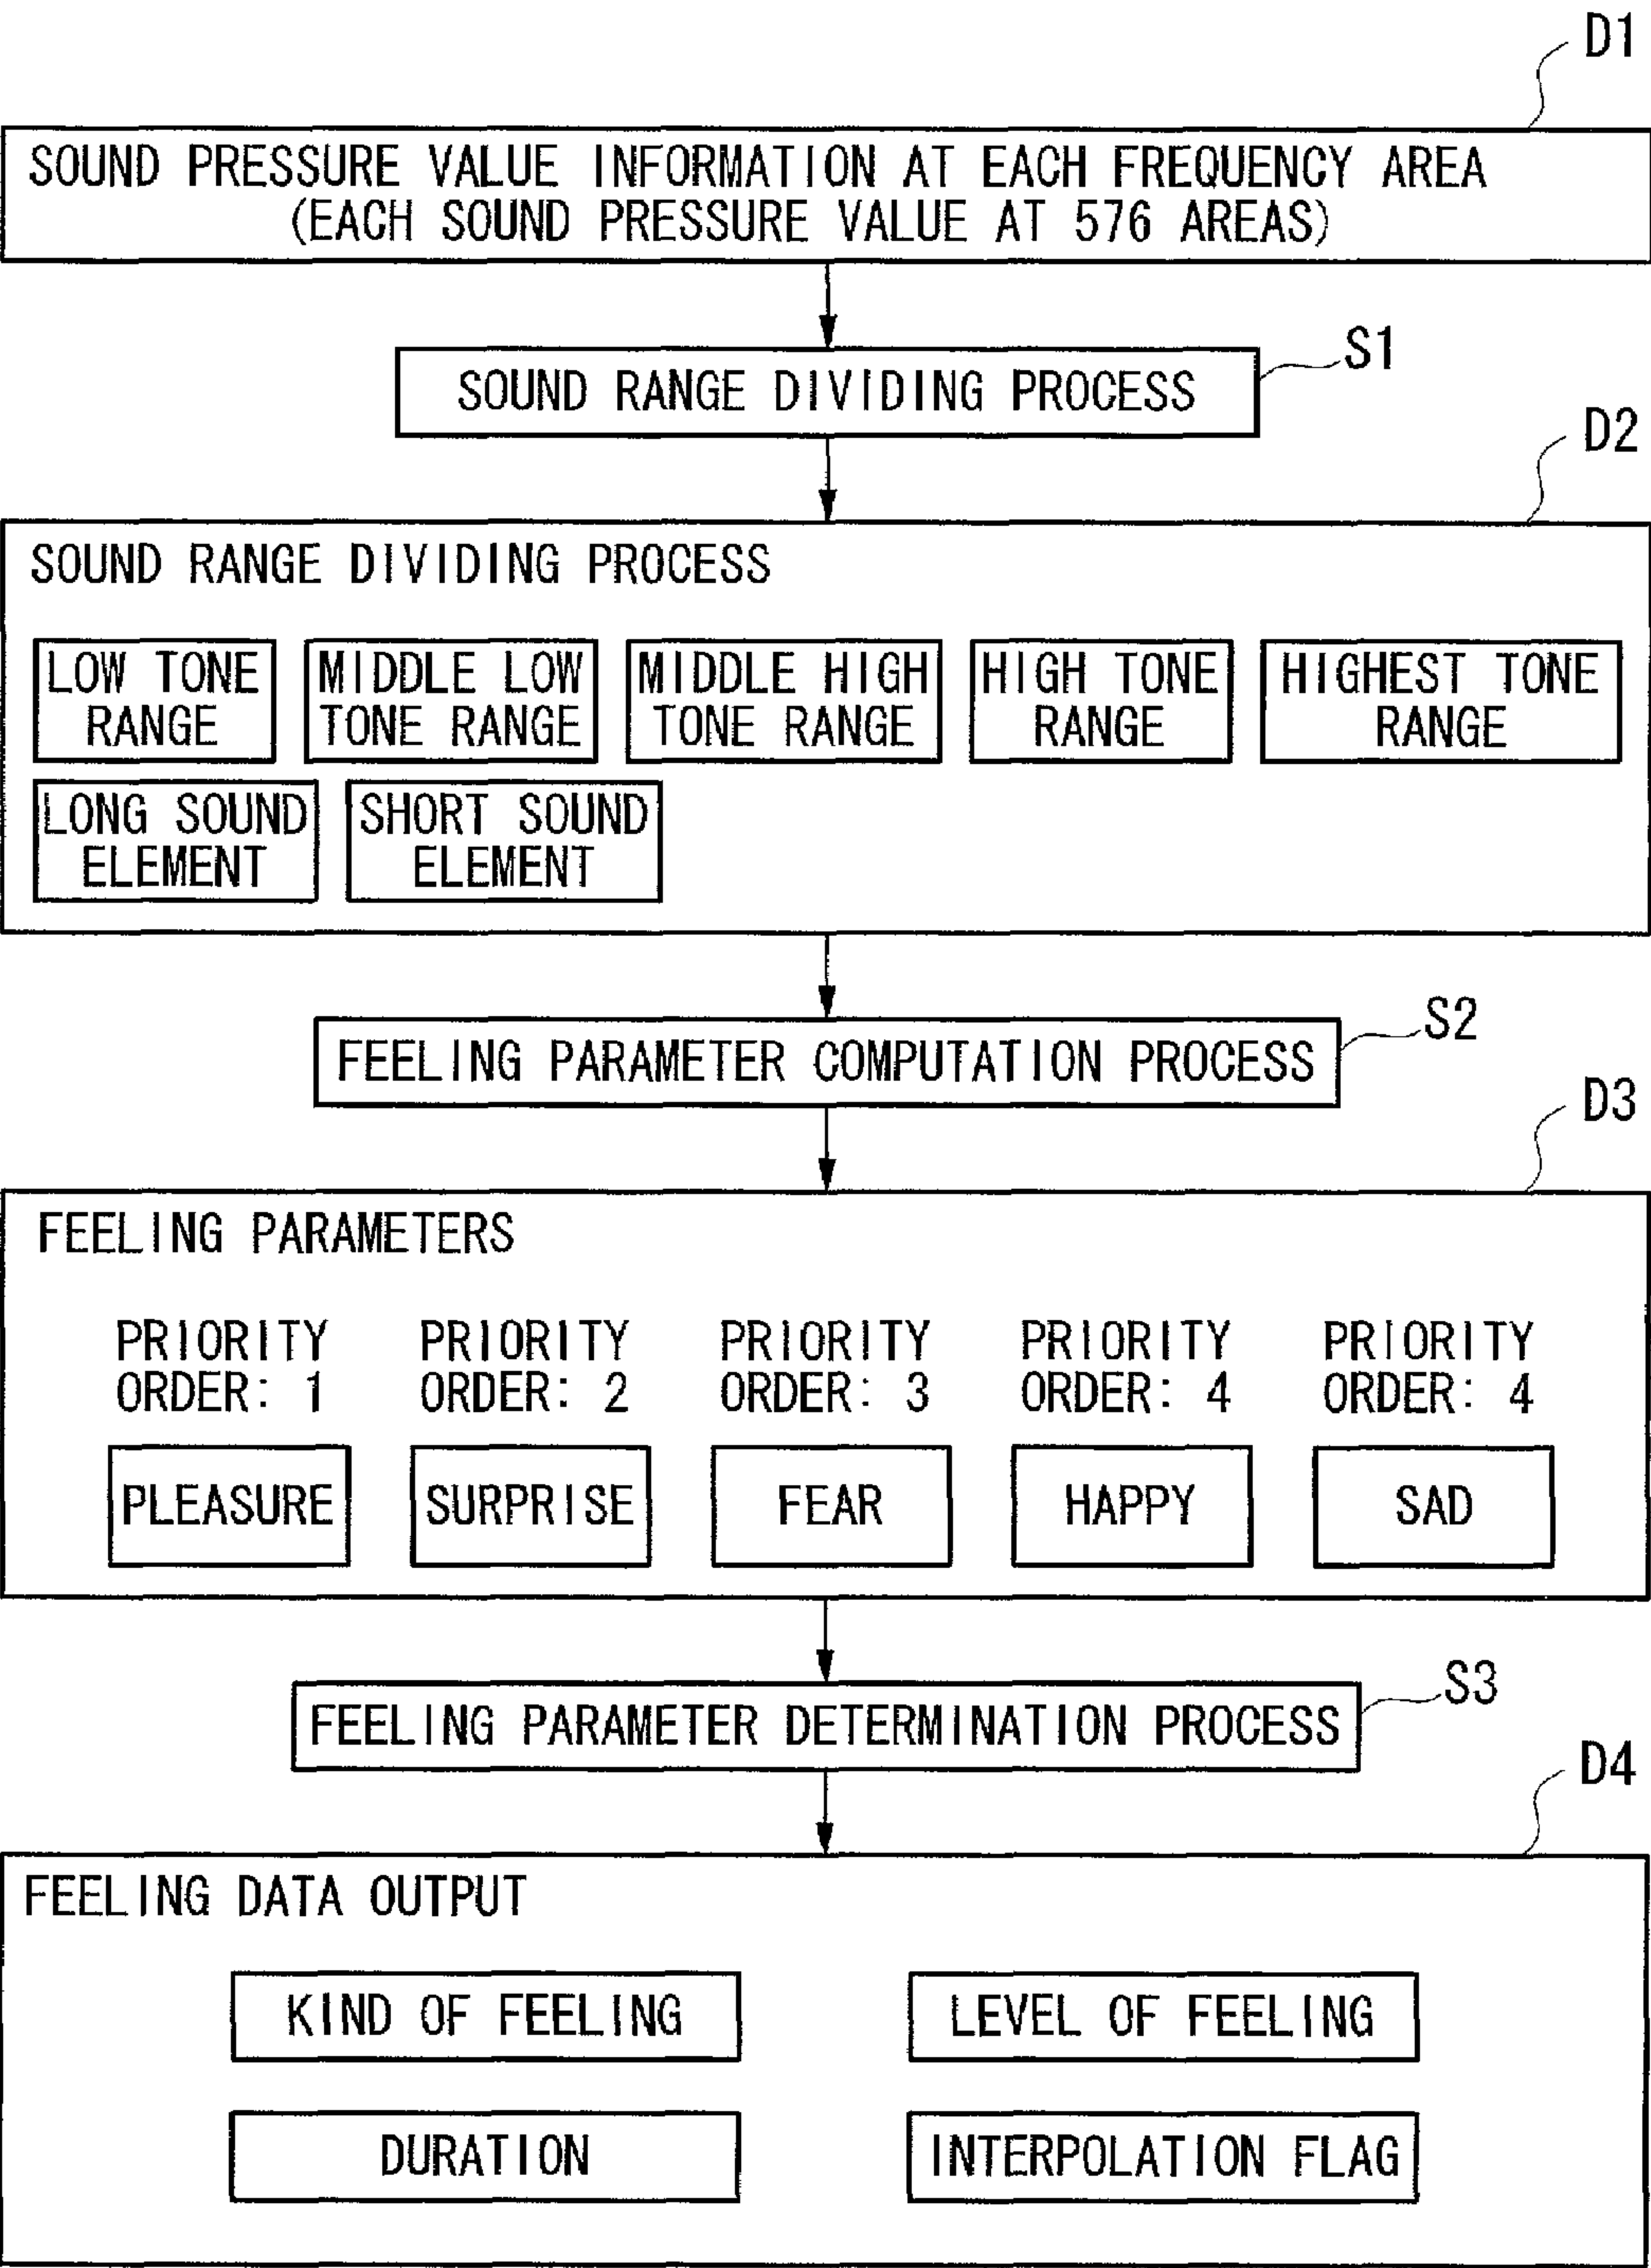 D1
SOUND PRESSURE VALUE INFORMATION AT EACH FREQUENCY AREA
(EACH SOUND PRESSURE VALUE AT 576 AREAS)
SOUND RANGE DIVIDING PROCESS
S1
D2
SOUND RANGE DIVIDING PROCESS
LOW TONE
RANGE
MIDDLE LOW
TONE RANGE
MIDDLE HIGH
TONE RANGE
HIGH TONE
RANGE
HIGHEST TONE
RANGE
LONG SOUND
ELEMENT
SHORT SOUND
ELEMENT
FEELING PARAMETER COMPUTATION PROCESS
S2
D3
FEELING PARAMETERS
PRIORITY
ORDER: 1
PLEASURE
PRIORITY
ORDER: 2
SURPRISE
PRIORITY
ORDER: 3
FEAR
PRIORITY
ORDER: 4
HAPPY
PRIORITY
ORDER: 4
SAD
FEELING PARAMETER DETERMINATION PROCESS
S3
D4
FEELING DATA OUTPUT
KIND OF FEELING
LEVEL OF FEELING
DURATION
INTERPOLATION FLAG